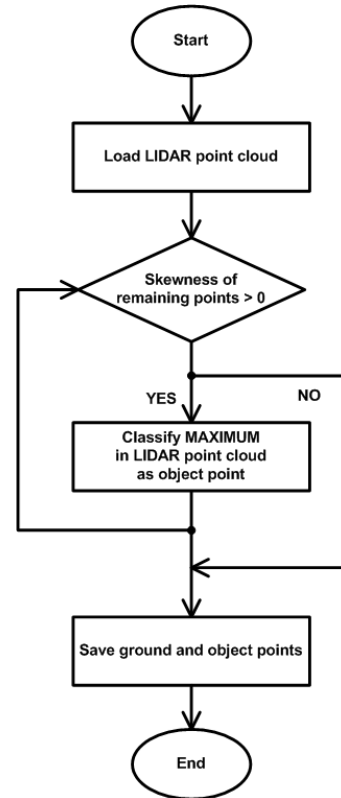 Start
Load LIDAR point cloud
Skewness of
remaining points > 0
YES
NO
Classify MAXIMUM
in LIDAR point cloud
as object point
Save ground and object points
End